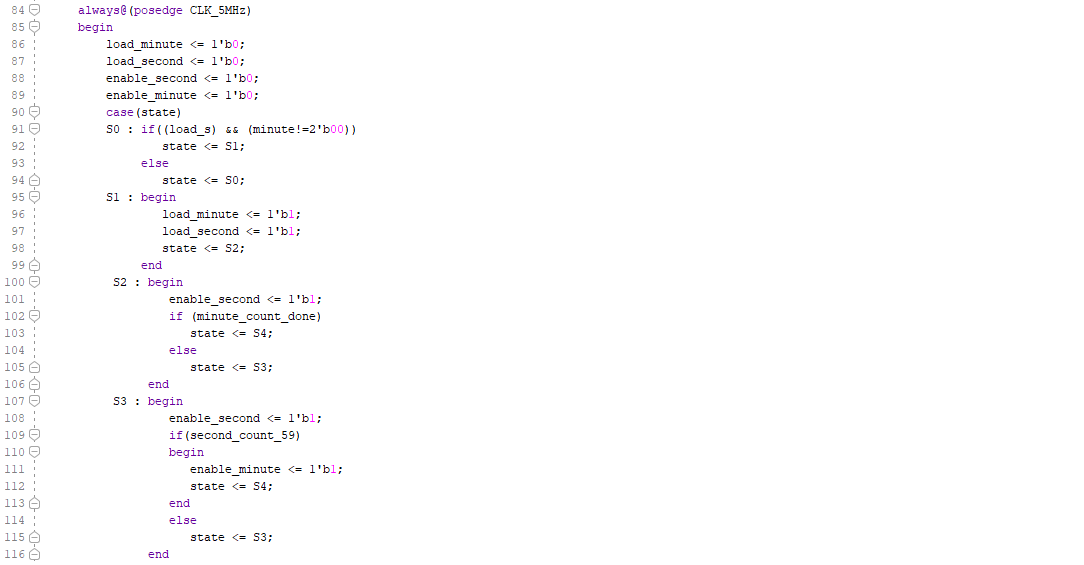 84 always@(posedge CLK_5MHz)
85 begin
86 load_minute <= 1'b0;
87 load_second <= 1'b0;
88 enable_second <= 1'b0;
89 enable_minute <= 1'b0;
90 case(state)
91 S0 : if((load_s) && (minute!=2'b00))
92 state <= S1;
93 else
94 state <= S0;
95 S1 : begin
96 load_minute <= 1'b1;
97 load_second <= 1'b1;
98 state <= S2;
99 end
100 S2 : begin
101 enable_second <= 1'b1;
102 if (minute_count_done)
103 state <= S4;
104 else
105 state <= S3;
106 end
107 S3 : begin
108 enable_second <= 1'b1;
109 if(second_count_59)
110 begin
111 enable_minute <= 1'b1;
112 state <= S4;
113 end
114 else
115 state <= S3;
116 end